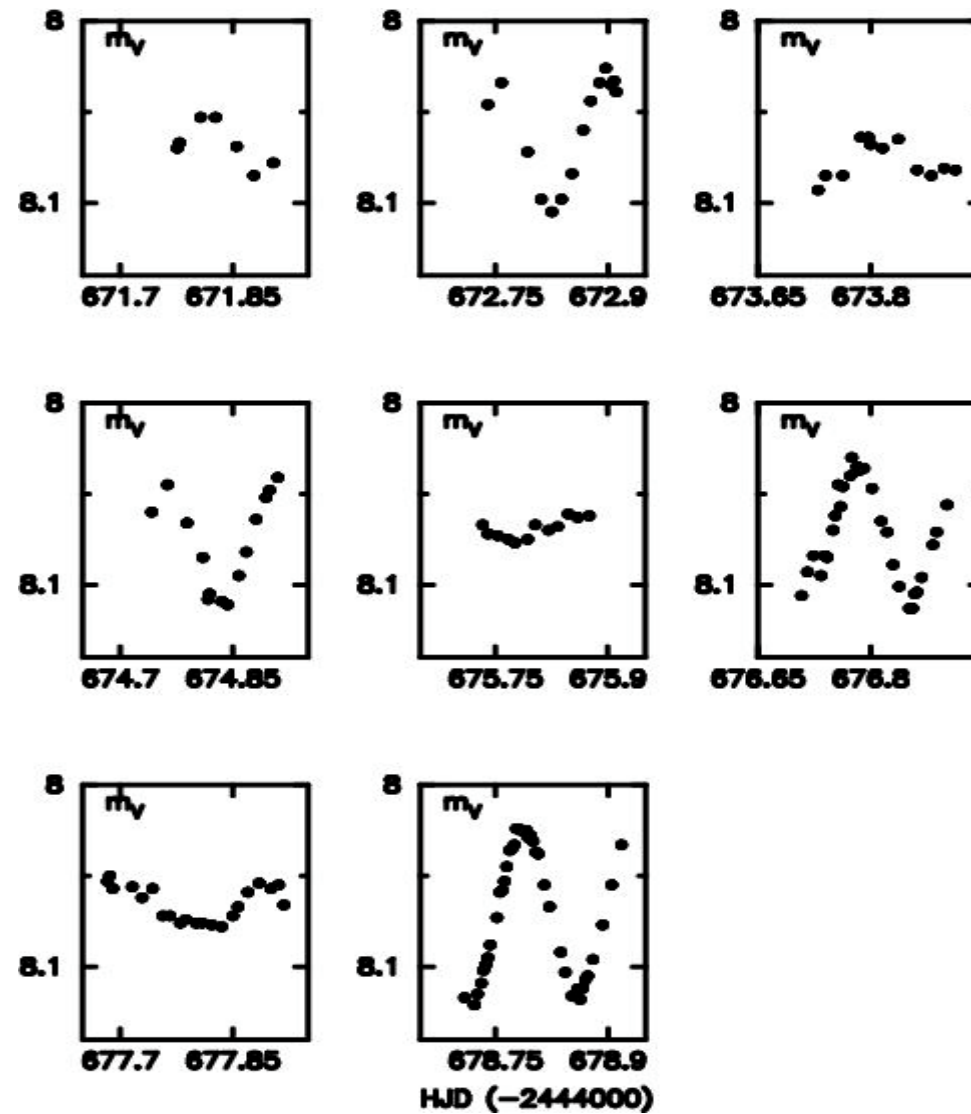 8 m_V 8.1 671.7 671.85
m_V 672.75 672.9
8 m_V 8.1 673.65 673.8
8 m_V 8.1 674.7 674.85
8 m_V 8.1 675.75 675.9
8 m_V 8.1 676.65 676.8
8 m_V 8.1 677.7 677.85
8 m_V 8.1 678.75 678.9
HJD (−2444000)